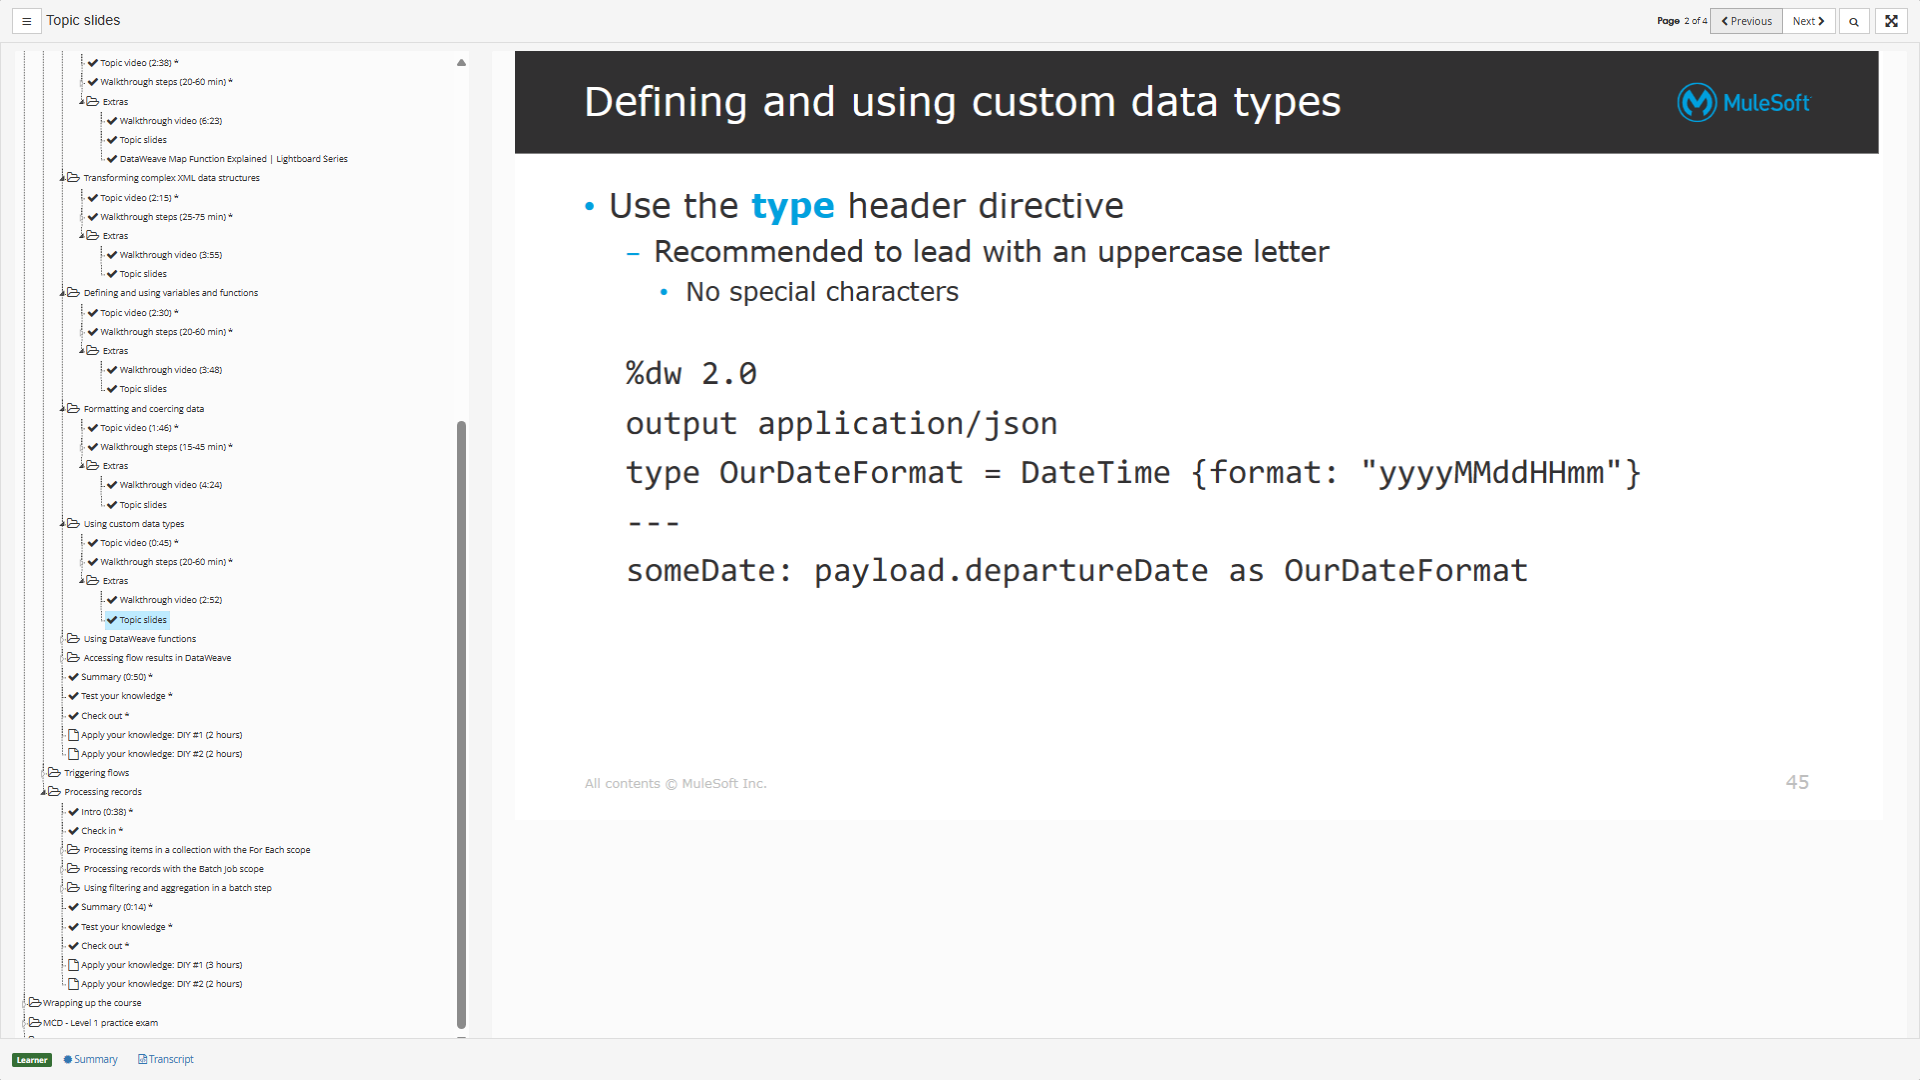 Topic slides
Page 2 of 4 Previous Next
Topic video (2:38) *
Walkthrough steps (20-60 min) *
Extras
Walkthrough video (6:23)
Topic slides
DataWeave Map Function Explained | Lightboard Series
Transforming complex XML data structures
Topic video (2:15) *
Walkthrough steps (25-75 min) *
Extras
Walkthrough video (3:55)
Topic slides
Defining and using variables and functions
Topic video (2:30) *
Walkthrough steps (20-60 min) *
Extras
Walkthrough video (3:48)
Topic slides
Formatting and coercing data
Topic video (1:46) *
Walkthrough steps (15-45 min) *
Extras
Walkthrough video (4:24)
Topic slides
Using custom data types
Topic video (0:45) *
Walkthrough steps (20-60 min) *
Extras
Walkthrough video (2:52)
Topic slides
Using DataWeave functions
Accessing flow results in DataWeave
Summary (0:50) *
Test your knowledge *
Check out *
Apply your knowledge: DIY #1 (2 hours)
Apply your knowledge: DIY #2 (2 hours)
Triggering flows
Processing records
Intro (0:38) *
Check in *
Processing items in a collection with the For Each scope
Processing records with the Batch Job scope
Using filtering and aggregation in a batch step
Summary (0:14) *
Test your knowledge *
Check out *
Apply your knowledge: DIY #1 (3 hours)
Apply your knowledge: DIY #2 (2 hours)
Wrapping up the course
MCD - Level 1 practice exam
Defining and using custom data types
MuleSoft
• Use the type header directive
– Recommended to lead with an uppercase letter
• No special characters
%dw 2.0
output application/json
type OurDateFormat = DateTime {format: "yyyyMMddHHmm"}
---
someDate: payload.departureDate as OurDateFormat
All contents © MuleSoft Inc.
45
Learner Summary Transcript